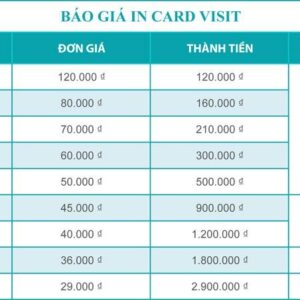 BÁO GIÁ IN CARD VISIT
ĐƠN GIÁ THÀNH TIỀN
120.000 ₫ 120.000 ₫
80.000 ₫ 160.000 ₫
70.000 ₫ 210.000 ₫
60.000 ₫ 300.000 ₫
50.000 ₫ 500.000 ₫
45.000 ₫ 900.000 ₫
40.000 ₫ 1.200.000 ₫
36.000 ₫ 1.800.000 ₫
29.000 ₫ 2.900.000 ₫